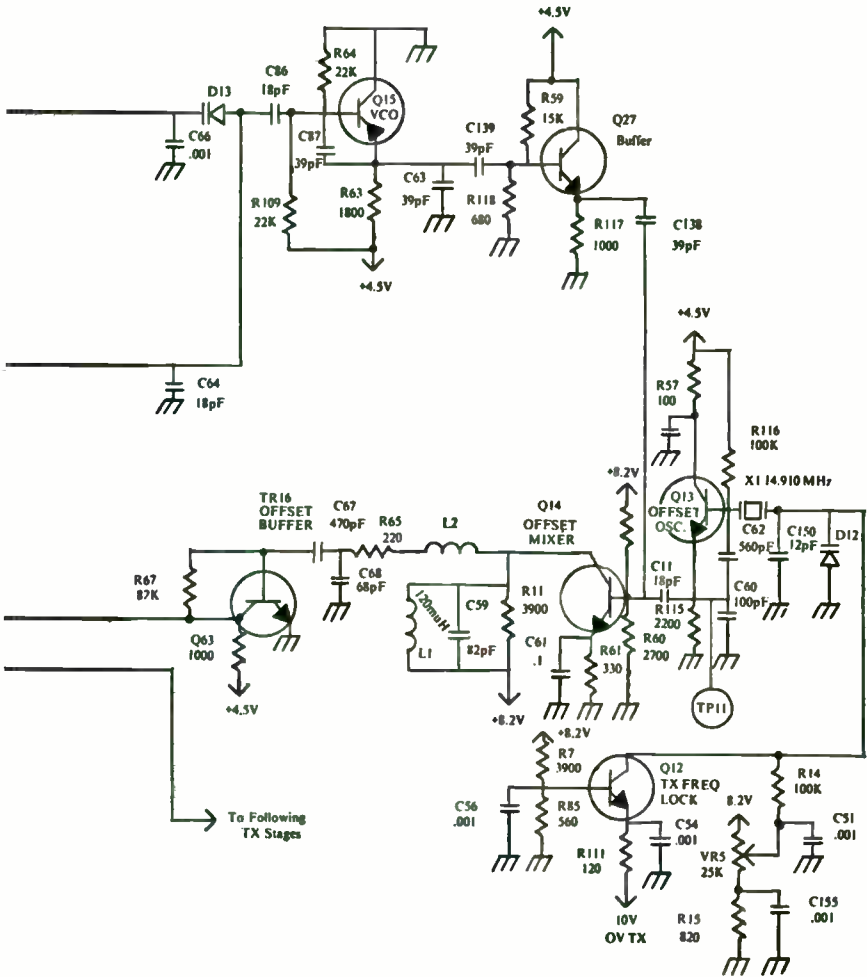 +4.5V
R64
22K
D13
C86
18pF
Q15
VCO
R59
15K
Q27
Buffer
C66
.001
C87
39pF
C139
39pF
R109
22K
R63
1800
C63
39pF
R118
680
R117
1000
C138
39pF
+4.5V
+4.5V
C64
18pF
R57
100
R116
100K
+8.2V
X1 14.910 MHz
TR16
OFFSET
BUFFER
C67
470pF
R65
220
L2
Q14
OFFSET
MIXER
Q13
OFFSET
OSC.
C62
560pF
C150
12pF
D12
R67
82K
C68
68pF
120muH
C59
82pF
R11
3900
C11
18pF
C60
100pF
R115
2200
Q63
1000
L1
C61
.1
R61
330
R60
2700
+4.5V
+8.2V
TP11
+8.2V
R7
3900
Q12
TX FREQ
LOCK
R14
100K
To Following
TX Stages
C56
.001
R85
560
C54
.001
8.2V
VR5
25K
C51
.001
R111
120
10V
OV TX
R15
820
C155
.001